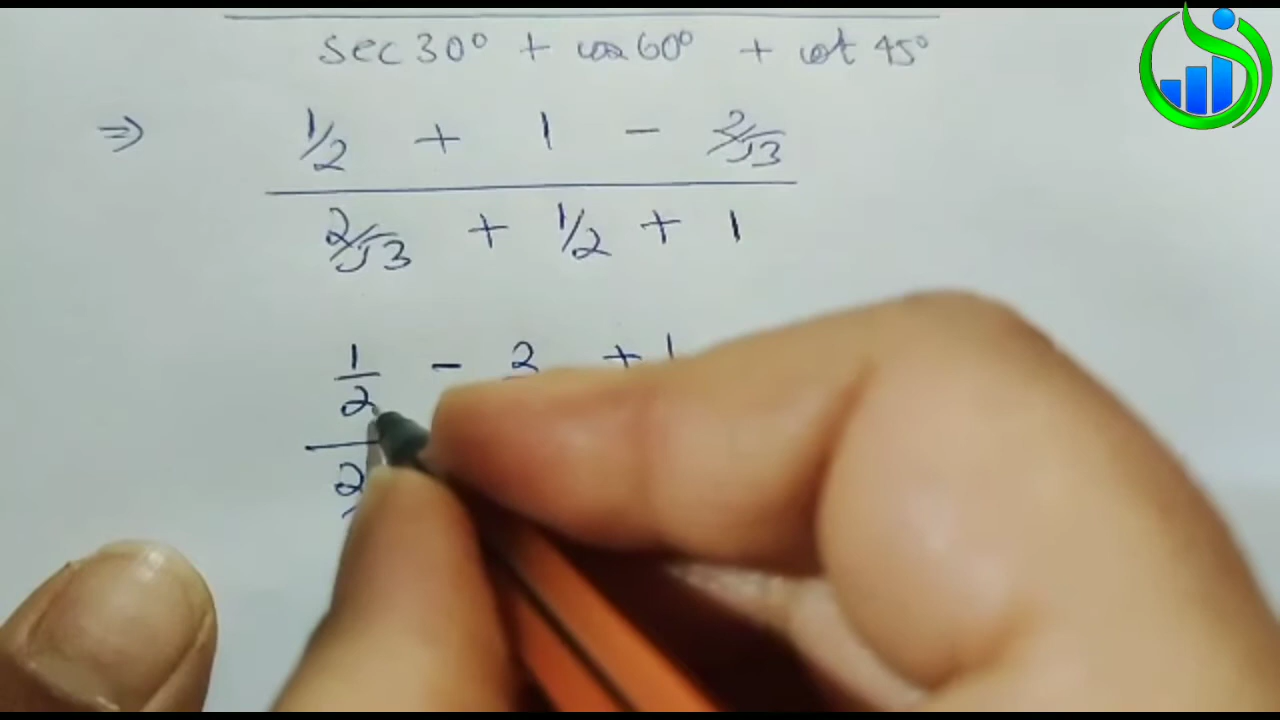 sec 30° + cos 60° + cot 45°
⇒ 1/2 + 1 - 2/√3
2/√3 + 1/2 + 1
1/2 - 2 + 1
2